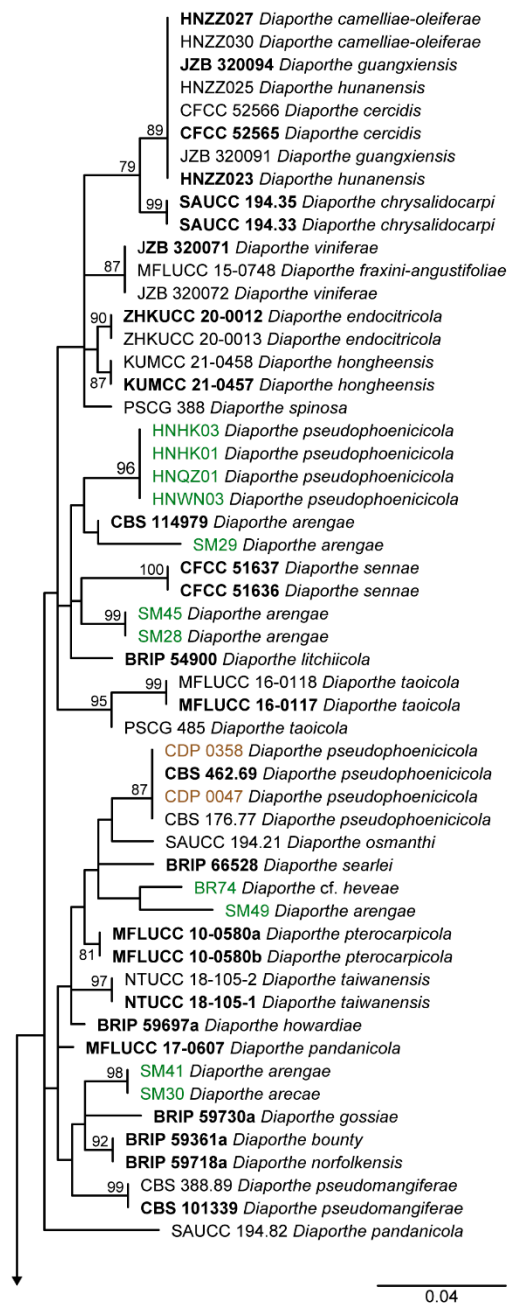 HNZZ027 Diaporthe camelliae-oleiferae
HNZZ030 Diaporthe camelliae-oleiferae
JZB 320094 Diaporthe guangxiensis
HNZZ025 Diaporthe hunanensis
CFCC 52566 Diaporthe cercidis
89
CFCC 52565 Diaporthe cercidis
JZB 320091 Diaporthe guangxiensis
79
HNZZ023 Diaporthe hunanensis
99
SAUCC 194.35 Diaporthe chrysalidocarpi
SAUCC 194.33 Diaporthe chrysalidocarpi
JZB 320071 Diaporthe viniferae
87
MFLUCC 15-0748 Diaporthe fraxini-angustifoliae
JZB 320072 Diaporthe viniferae
90
ZHKUCC 20-0012 Diaporthe endocitricola
ZHKUCC 20-0013 Diaporthe endocitricola
KUMCC 21-0458 Diaporthe hongheensis
87
KUMCC 21-0457 Diaporthe hongheensis
PSCG 388 Diaporthe spinosa
HNHK03 Diaporthe pseudophoenicicola
HNHK01 Diaporthe pseudophoenicicola
96
HNQZ01 Diaporthe pseudophoenicicola
HNWN03 Diaporthe pseudophoenicicola
CBS 114979 Diaporthe arengae
SM29 Diaporthe arengae
100
CFCC 51637 Diaporthe sennae
CFCC 51636 Diaporthe sennae
99
SM45 Diaporthe arengae
SM28 Diaporthe arengae
BRIP 54900 Diaporthe litchiicola
99
MFLUCC 16-0118 Diaporthe taoicola
MFLUCC 16-0117 Diaporthe taoicola
95
PSCG 485 Diaporthe taoicola
CDP 0358 Diaporthe pseudophoenicicola
CBS 462.69 Diaporthe pseudophoenicicola
87
CDP 0047 Diaporthe pseudophoenicicola
CBS 176.77 Diaporthe pseudophoenicicola
SAUCC 194.21 Diaporthe osmanthi
BRIP 66528 Diaporthe searlei
BR74 Diaporthe cf. heveae
SM49 Diaporthe arengae
MFLUCC 10-0580a Diaporthe pterocarpicola
81
MFLUCC 10-0580b Diaporthe pterocarpicola
97
NTUCC 18-105-2 Diaporthe taiwanensis
NTUCC 18-105-1 Diaporthe taiwanensis
BRIP 59697a Diaporthe howardiae
MFLUCC 17-0607 Diaporthe pandanicola
98
SM41 Diaporthe arengae
SM30 Diaporthe arecae
BRIP 59730a Diaporthe gossiae
92
BRIP 59361a Diaporthe bounty
BRIP 59718a Diaporthe norfolkensis
99
CBS 388.89 Diaporthe pseudomangiferae
CBS 101339 Diaporthe pseudomangiferae
SAUCC 194.82 Diaporthe pandanicola
0.04